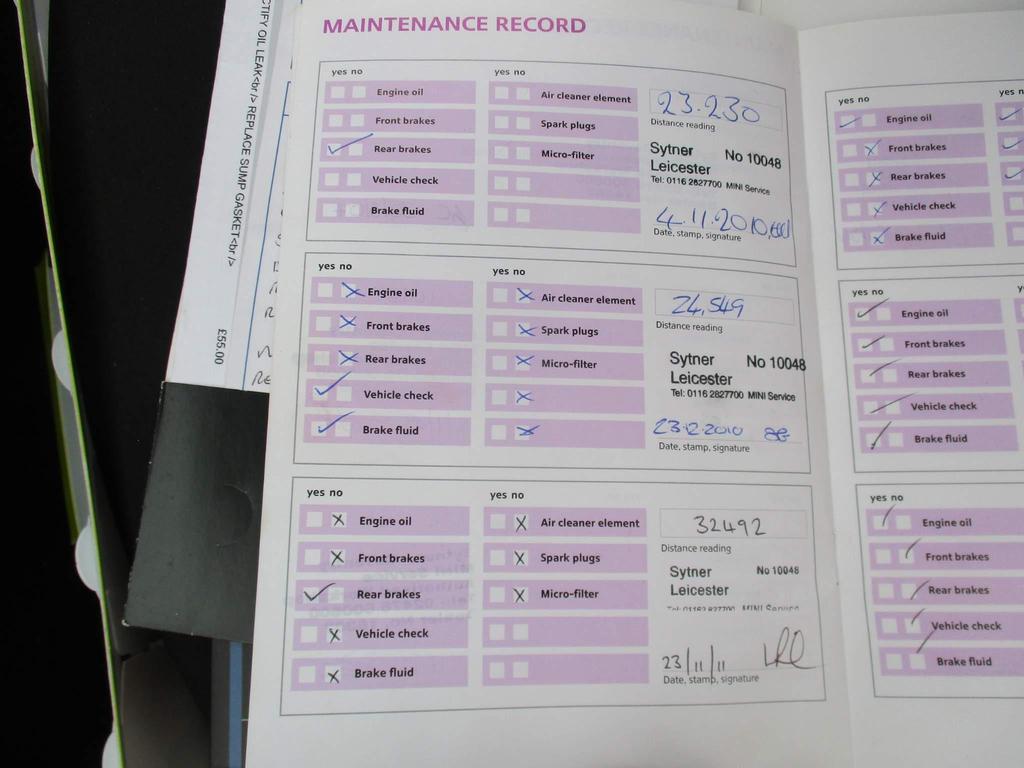 MAINTENANCE RECORD
CTIFY OIL LEAK<br /> REPLACE SUMP GASKET<br />
£55.00
yes no
Engine oil
Front brakes
Rear brakes
Vehicle check
Brake fluid
yes no
Air cleaner element
Spark plugs
Micro-filter
23.230
Distance reading
Sytner No 10048
Leicester
Tel: 0116 2827700 MINI Service
4.11.2010
Date, stamp, signature
yes no
Engine oil
Front brakes
Rear brakes
Vehicle check
Brake fluid
yes no
Air cleaner element
Spark plugs
Micro-filter
24,549
Distance reading
Sytner No 10048
Leicester
Tel: 0116 2827700 MINI Service
23.12.2010
Date, stamp, signature
yes no
Engine oil
Front brakes
Rear brakes
Vehicle check
Brake fluid
yes no
Air cleaner element
Spark plugs
Micro-filter
32492
Distance reading
Sytner No 10048
Leicester
MINI Service
23/11/11
Date, stamp, signature
yes no
Engine oil
Front brakes
Rear brakes
Vehicle check
Brake fluid
yes no
Engine oil
Front brakes
Rear brakes
Vehicle check
Brake fluid
yes no
Engine oil
Front brakes
Rear brakes
Vehicle check
Brake fluid